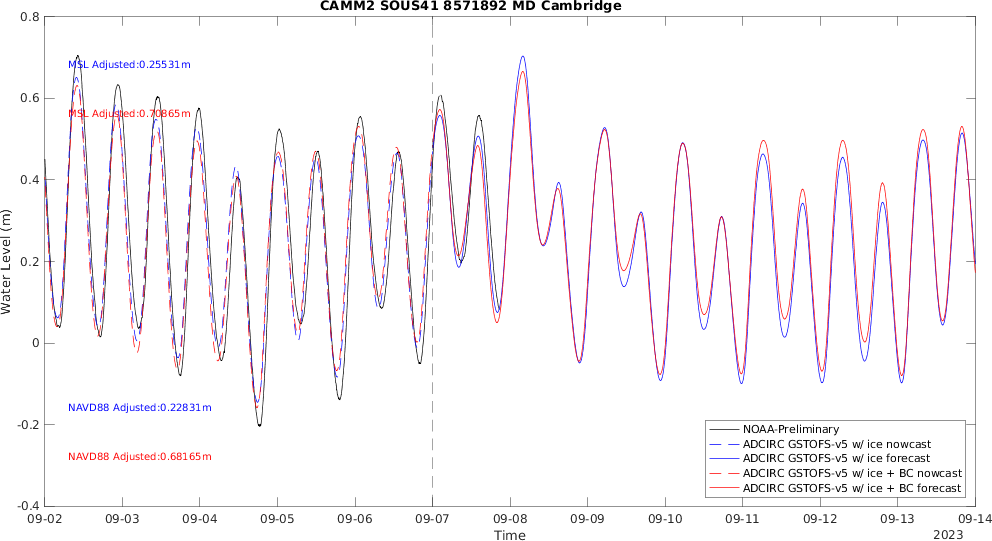 CAMM2 SOUS41 8571892 MD Cambridge
0.8
0.6
0.4
0.2
0
-0.2
-0.4
Water Level (m)
MSL Adjusted:0.25531m
MSL Adjusted:0.70865m
NAVD88 Adjusted:0.22831m
NAVD88 Adjusted:0.68165m
NOAA-Preliminary
ADCIRC GSTOFS-v5 w/ ice nowcast
ADCIRC GSTOFS-v5 w/ ice forecast
ADCIRC GSTOFS-v5 w/ ice + BC nowcast
ADCIRC GSTOFS-v5 w/ ice + BC forecast
09-02 09-03 09-04 09-05 09-06 09-07 09-08 09-09 09-10 09-11 09-12 09-13 09-14
Time
2023